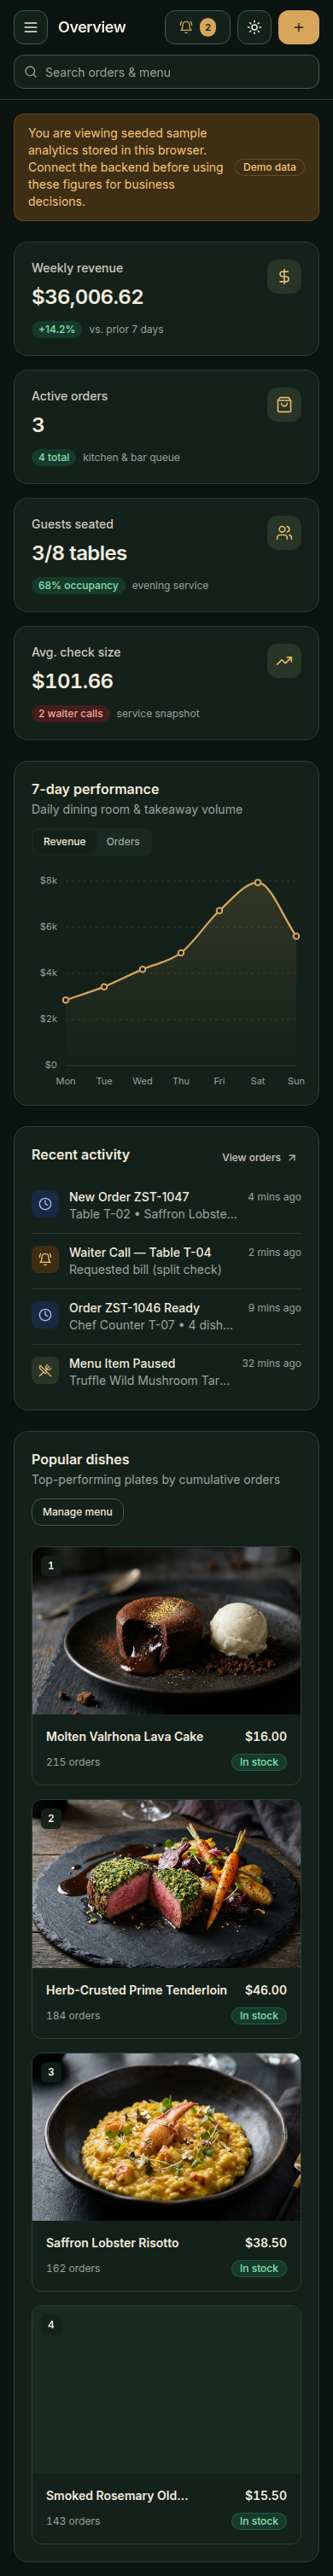 Overview
2
+
Search orders & menu
You are viewing seeded sample
analytics stored in this browser.
Connect the backend before using
these figures for business
decisions.
Demo data
Weekly revenue
$36,006.62
+14.2% vs. prior 7 days
Active orders
3
4 total kitchen & bar queue
Guests seated
3/8 tables
68% occupancy evening service
Avg. check size
$101.66
2 waiter calls service snapshot
7-day performance
Daily dining room & takeaway volume
Revenue Orders
$8k
$6k
$4k
$2k
$0
Mon Tue Wed Thu Fri Sat Sun
Recent activity View orders
New Order ZST-1047 4 mins ago
Table T-02 • Saffron Lobste...
Waiter Call — Table T-04 2 mins ago
Requested bill (split check)
Order ZST-1046 Ready 9 mins ago
Chef Counter T-07 • 4 dish...
Menu Item Paused 32 mins ago
Truffle Wild Mushroom Tar...
Popular dishes
Top-performing plates by cumulative orders
Manage menu
1
Molten Valrhona Lava Cake $16.00
215 orders In stock
2
Herb-Crusted Prime Tenderloin $46.00
184 orders In stock
3
Saffron Lobster Risotto $38.50
162 orders In stock
4
Smoked Rosemary Old... $15.50
143 orders In stock